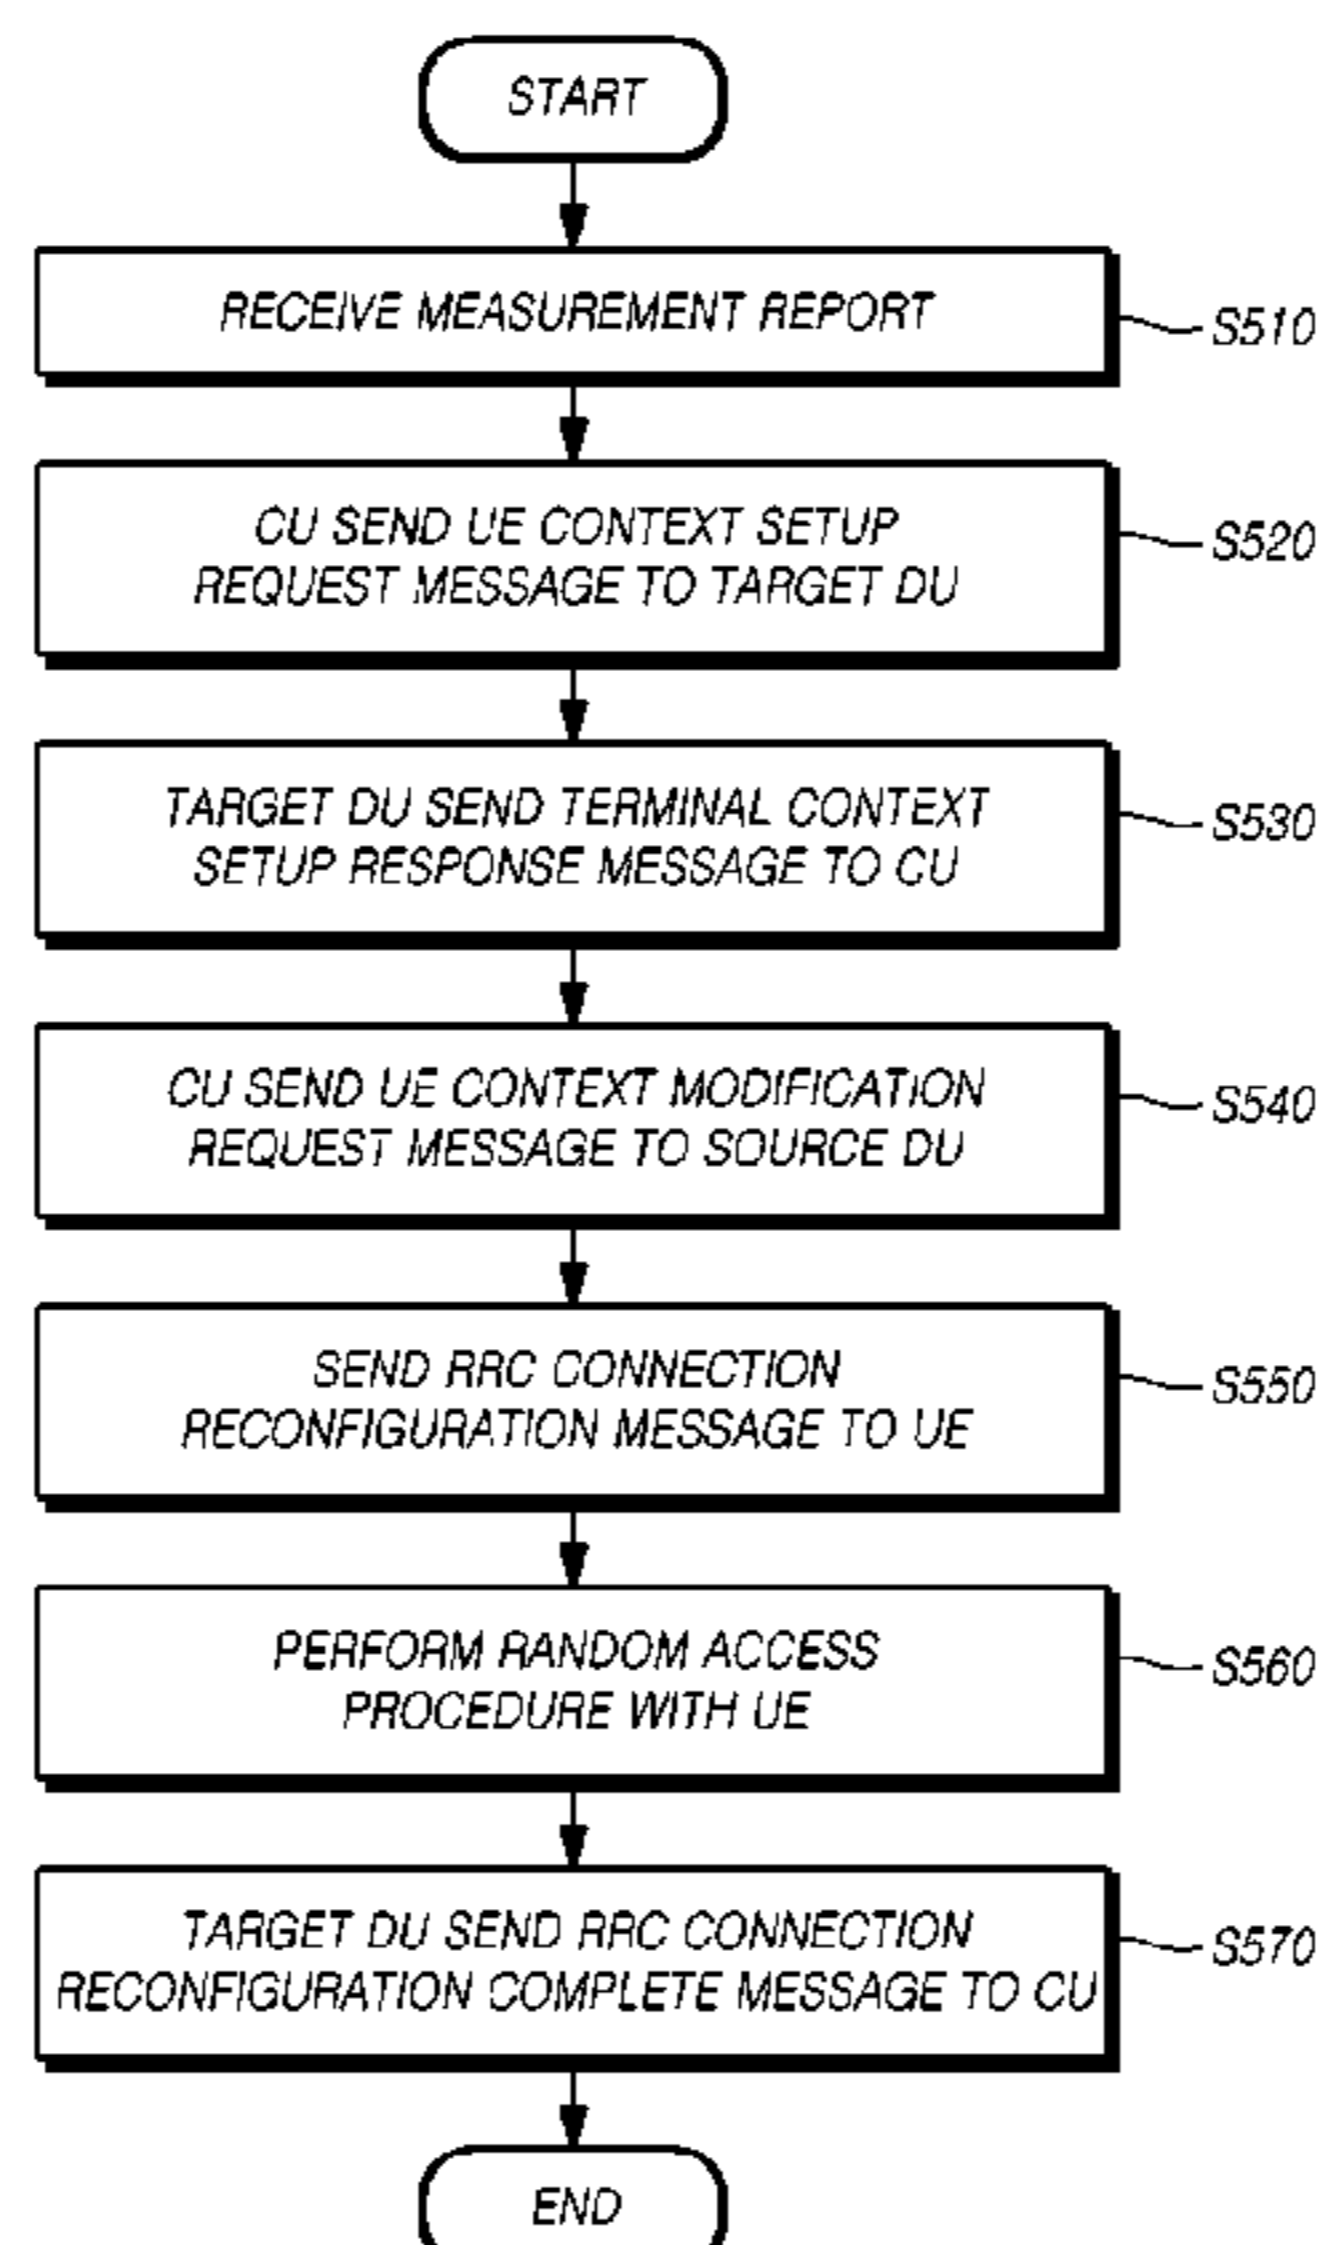 START
RECEIVE MEASUREMENT REPORT
S510
CU SEND UE CONTEXT SETUP
REQUEST MESSAGE TO TARGET DU
S520
TARGET DU SEND TERMINAL CONTEXT
SETUP RESPONSE MESSAGE TO CU
S530
CU SEND UE CONTEXT MODIFICATION
REQUEST MESSAGE TO SOURCE DU
S540
SEND RRC CONNECTION
RECONFIGURATION MESSAGE TO UE
S550
PERFORM RANDOM ACCESS
PROCEDURE WITH UE
S560
TARGET DU SEND RRC CONNECTION
RECONFIGURATION COMPLETE MESSAGE TO CU
S570
END